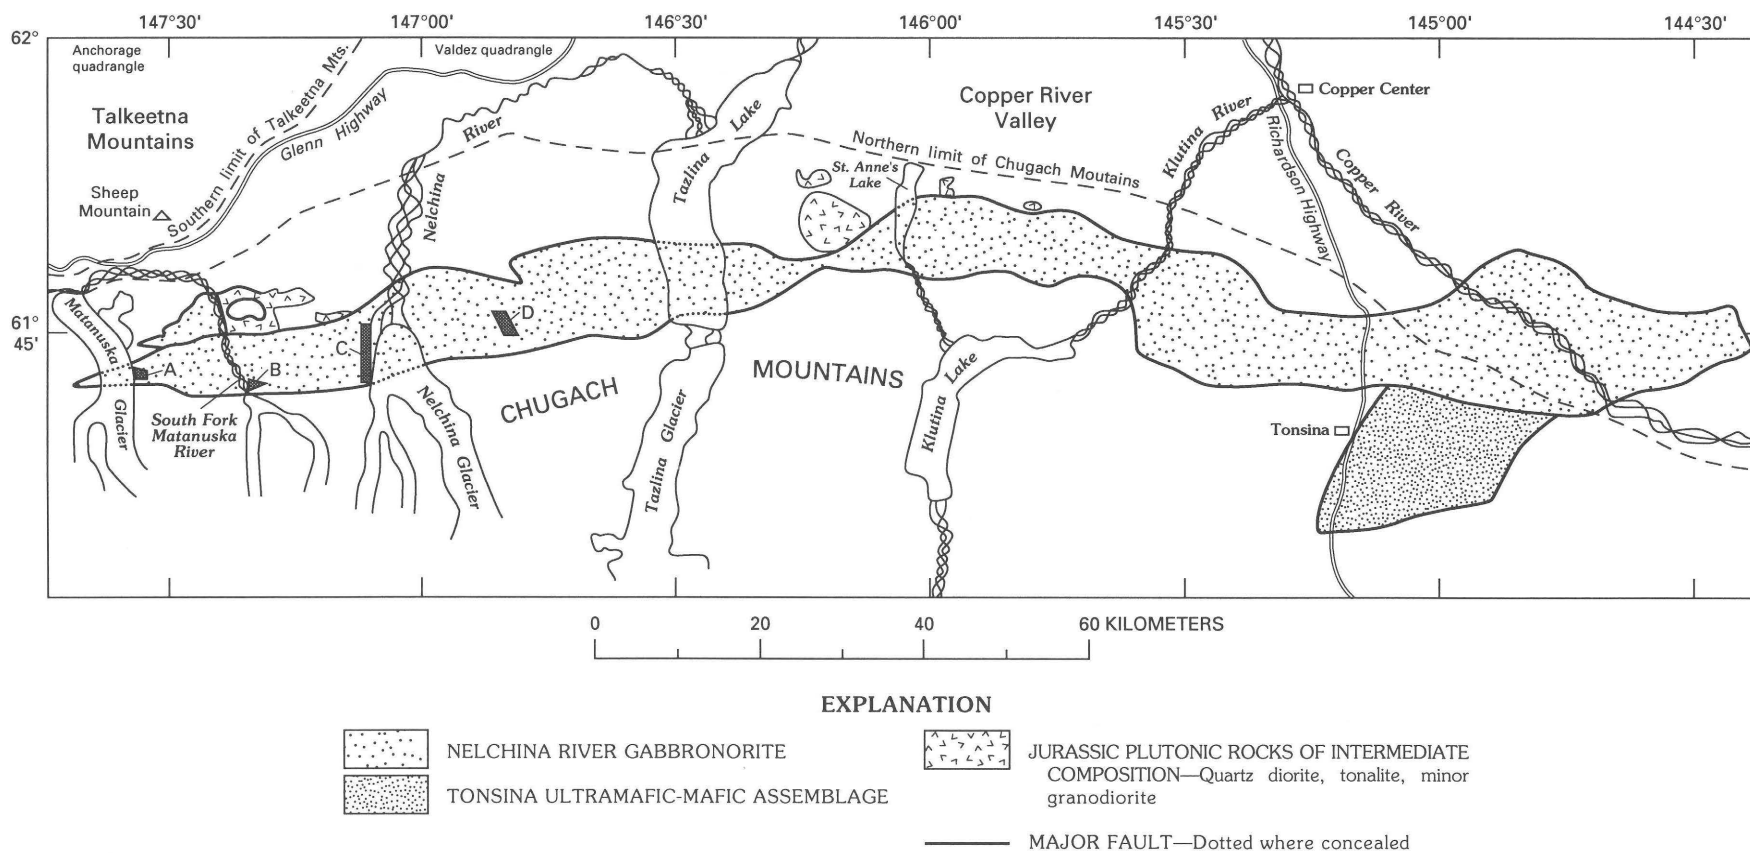 147°30'
147°00'
146°30'
146°00'
145°30'
145°00'
144°30'
62°
Anchorage
quadrangle
Valdez quadrangle
Talkeetna
Mountains
Southern limit of Talkeetna Mts.
Glenn Highway
Sheep
Mountain
Nelchina
River
Tazlina
Lake
Copper River
Valley
Northern limit of Chugach Moutains
St. Anne's
Lake
Klutina River
Copper Center
Richardson Highway
Copper River
61°
45'
Matanuska
Glacier
A
B
C
D
South Fork
Matanuska
River
Nelchina Glacier
CHUGACH
MOUNTAINS
Tazlina Glacier
Klutina Lake
Tonsina
0
20
40
60 KILOMETERS
EXPLANATION
NELCHINA RIVER GABBRONORITE
TONSINA ULTRAMAFIC-MAFIC ASSEMBLAGE
JURASSIC PLUTONIC ROCKS OF INTERMEDIATE
COMPOSITION—Quartz diorite, tonalite, minor
granodiorite
MAJOR FAULT—Dotted where concealed